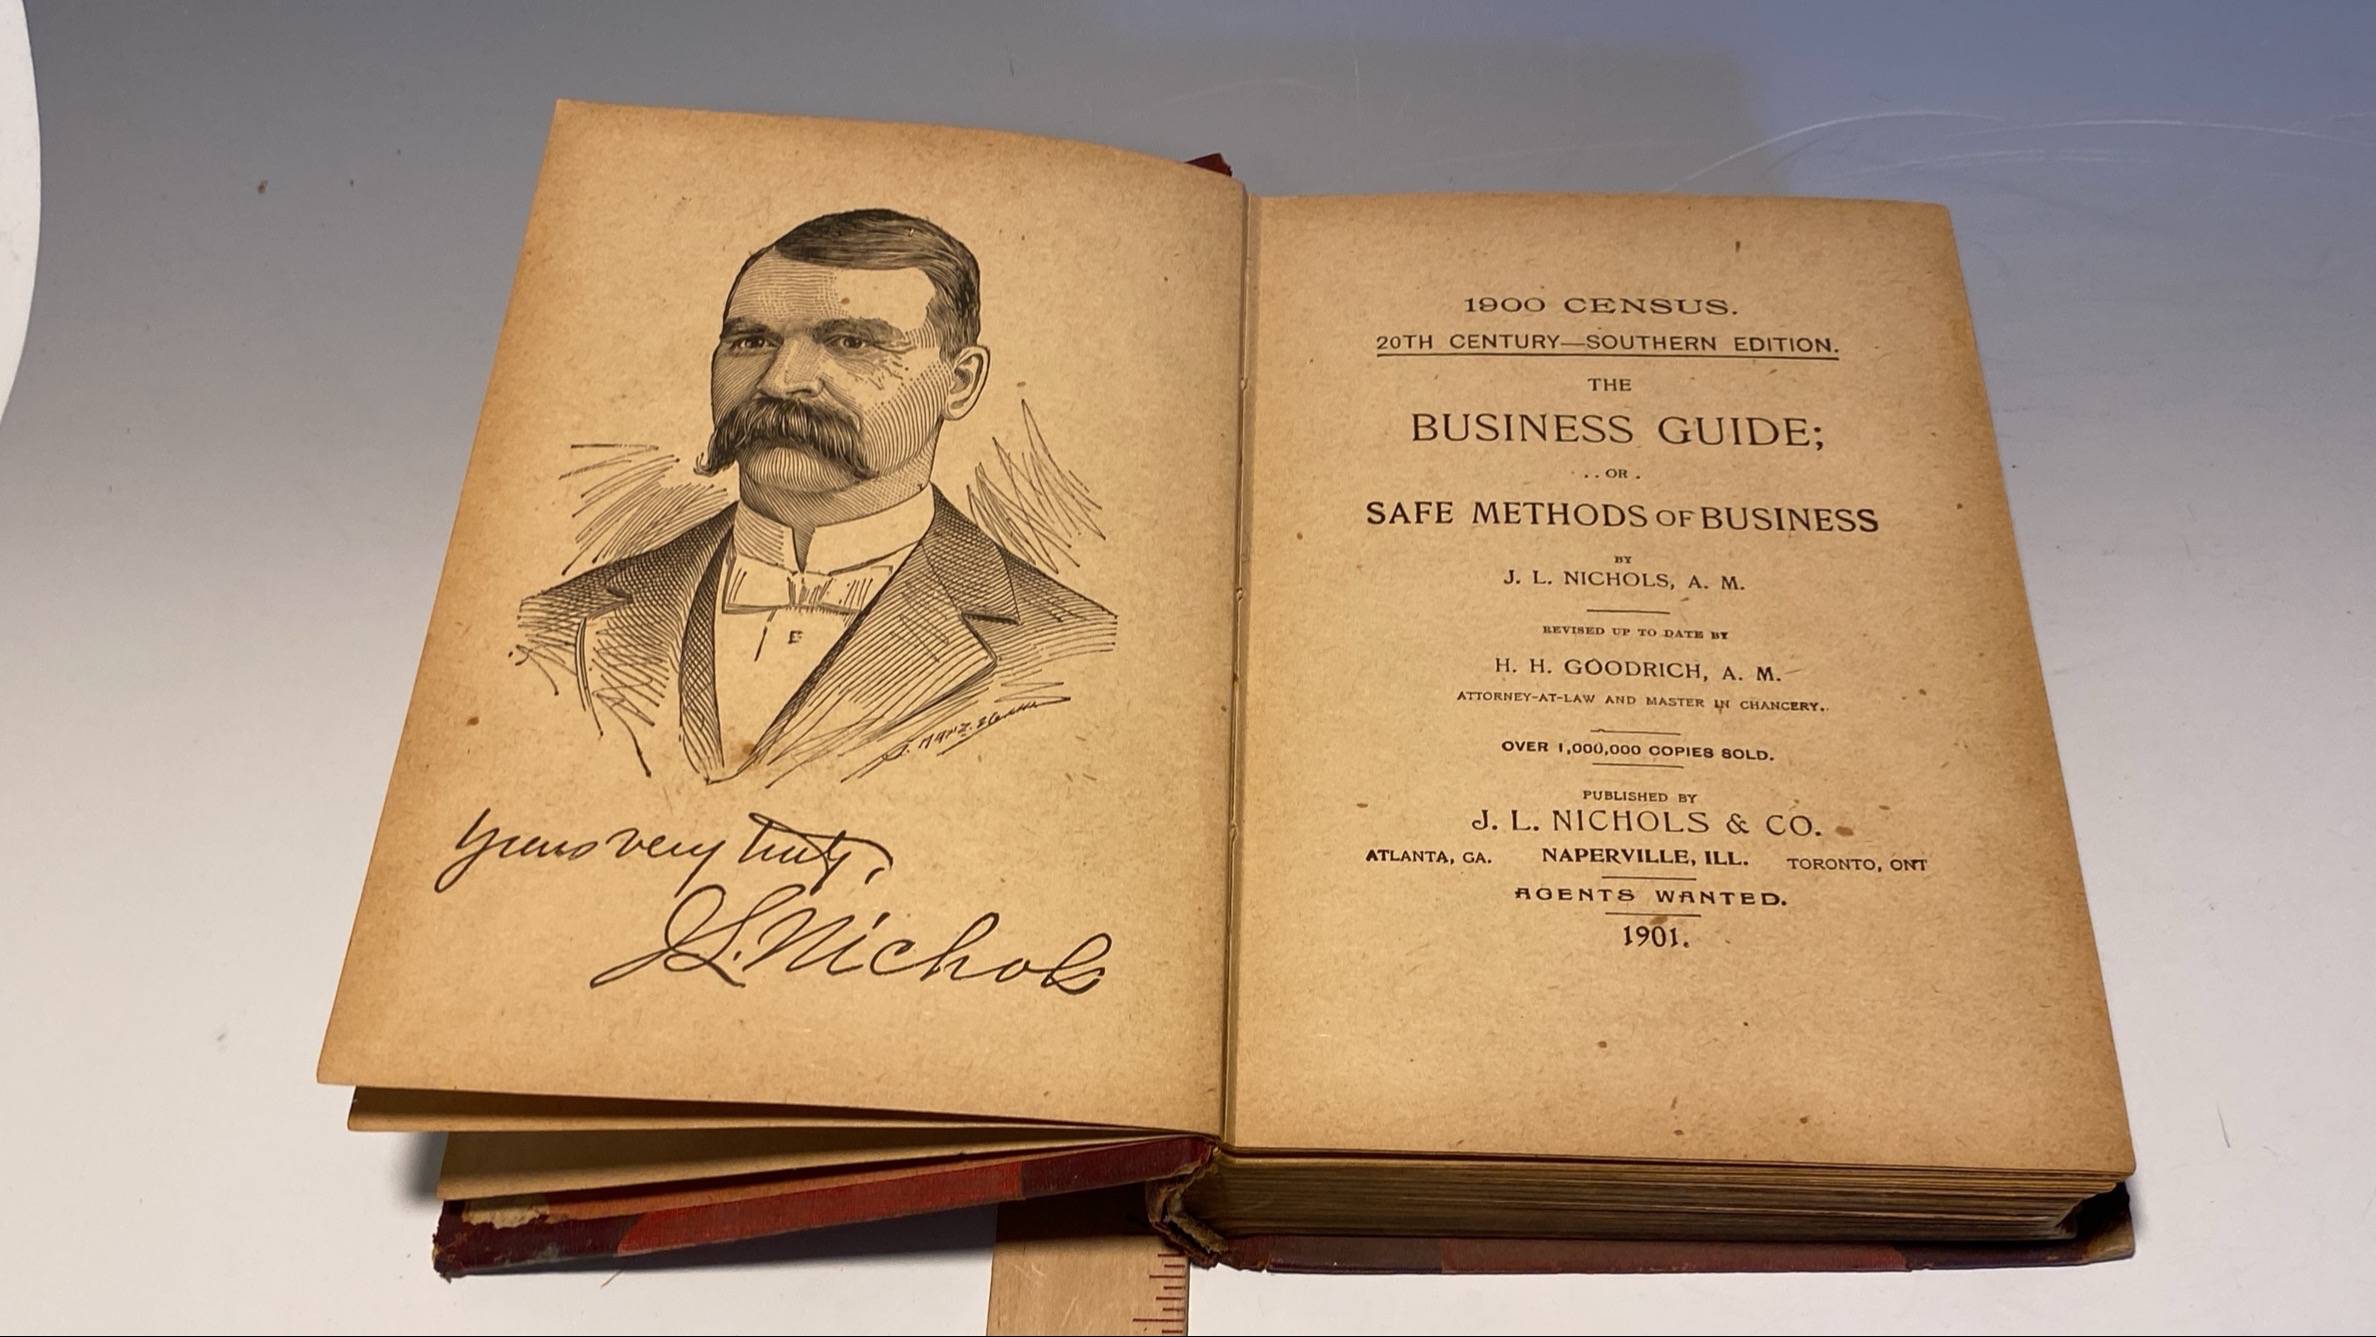 Yours very truly,
J. L. Nichols
1900 CENSUS.
20TH CENTURY—SOUTHERN EDITION.
THE
BUSINESS GUIDE;
. . OR .
SAFE METHODS OF BUSINESS
BY
J. L. NICHOLS, A. M.
REVISED UP TO DATE BY
H. H. GOODRICH, A. M.
ATTORNEY-AT-LAW AND MASTER IN CHANCERY.
OVER 1,000,000 COPIES SOLD.
PUBLISHED BY
J. L. NICHOLS & CO.
ATLANTA, GA. NAPERVILLE, ILL. TORONTO, ONT
AGENTS WANTED.
1901.